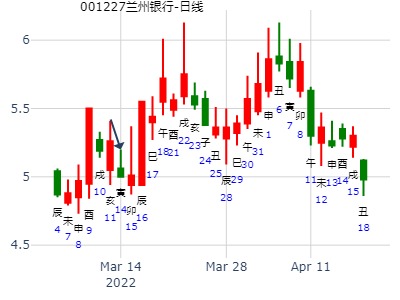 001227兰州银行-日线
6
5.5
5
4.5
辰
4
未
7
申
8
酉
9
戌
10
亥
11
寅
14
卯
15
辰
16
巳
17
午
18
酉
21
戌
22
亥
23
子
24
丑
25
辰
28
巳
29
午
30
未
31
申
1
丑
6
寅
7
卯
8
午
11
未
12
申
13
酉
14
戌
15
丑
18
Mar 14
2022
Mar 28
Apr 11